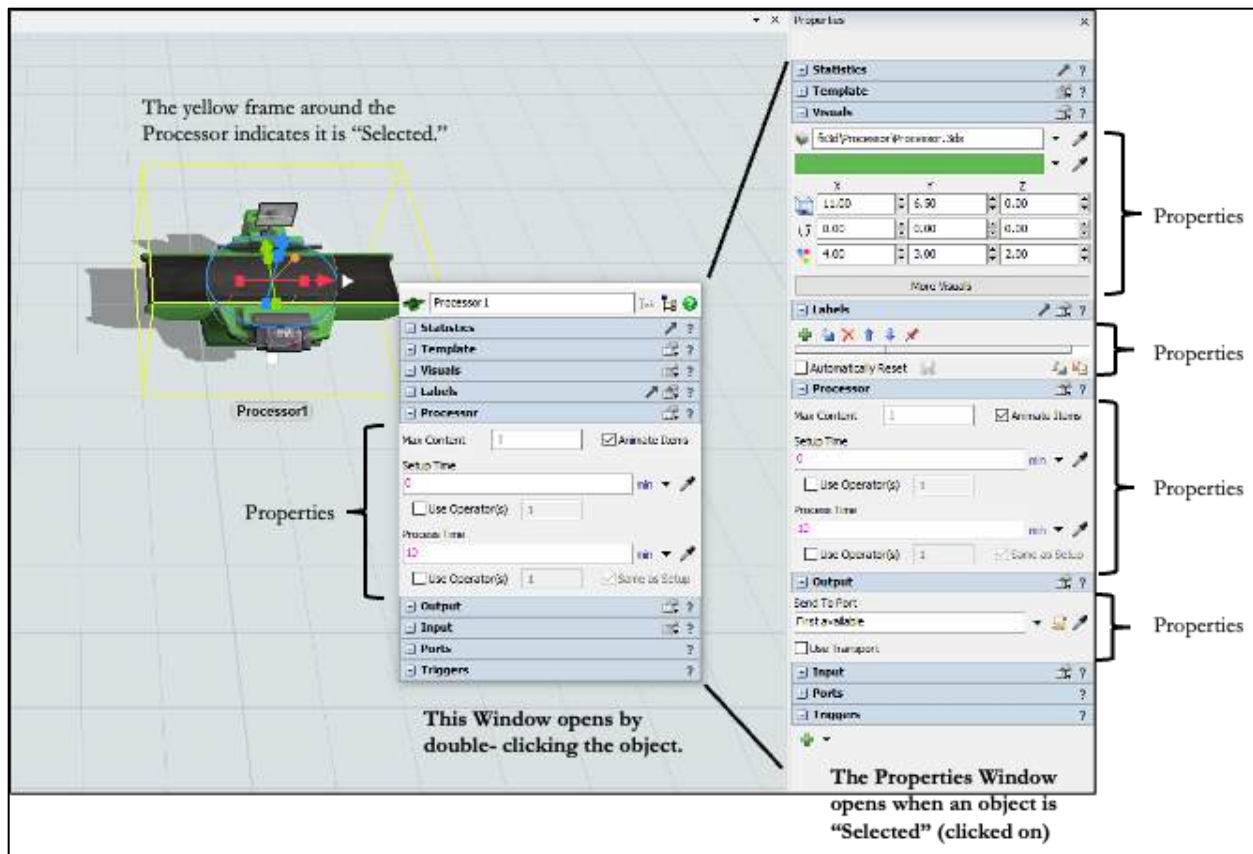 The yellow frame around the
Processor indicates it is “Selected.”
Processor1
Processor1
Statistics
Template
Visuals
Labels
Processor
Max Content 1 Animate Items
Setup Time
0 min
Use Operator(s) 1
Process Time
10 min
Use Operator(s) 1 Same as Setup
Output
Input
Ports
Triggers
Properties
This Window opens by
double- clicking the object.
Properties
Statistics
Template
Visuals
fs3d\Processor\Processor.3ds
X Y Z
11.00 6.50 0.00
0.00 0.00 0.00
4.00 3.00 2.00
More Visuals
Properties
Labels
Automatically Reset
Properties
Processor
Max Content 1 Animate Items
Setup Time
0 min
Use Operator(s) 1
Process Time
10 min
Use Operator(s) 1 Same as Setup
Properties
Output
Send To Port
First available
Use Transport
Properties
Input
Ports
Triggers
The Properties Window
opens when an object is
“Selected” (clicked on)